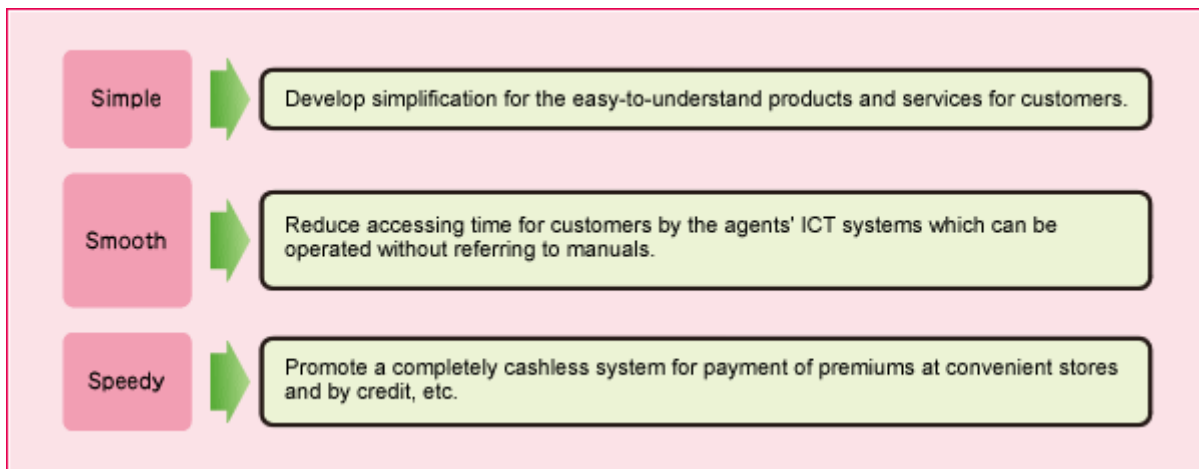 Simple
Develop simplification for the easy-to-understand products and services for customers.
Smooth
Reduce accessing time for customers by the agents' ICT systems which can be
operated without referring to manuals.
Speedy
Promote a completely cashless system for payment of premiums at convenient stores
and by credit, etc.